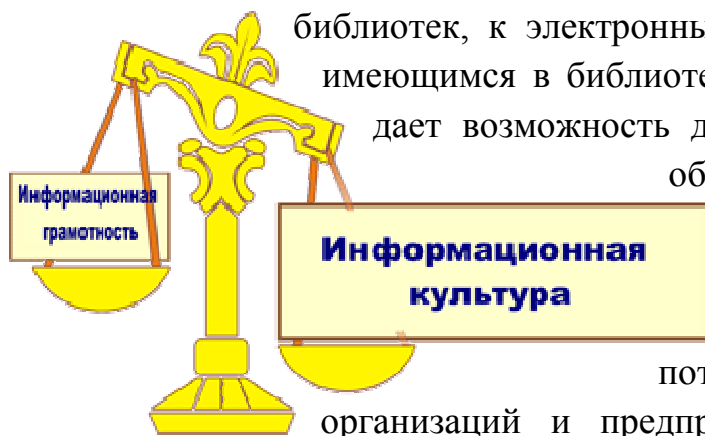 библиотек, к электронны
имеющимся в библиоте
дает возможность д
об
Информационная
грамотность
Информационная
культура
пот
организаций и предпр